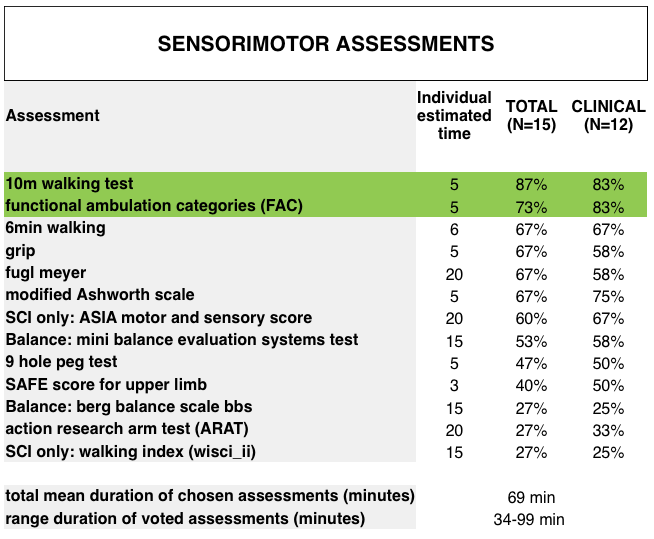 SENSORIMOTOR ASSESSMENTS
Assessment Individual estimated time TOTAL (N=15) CLINICAL (N=12)
10m walking test 5 87% 83%
functional ambulation categories (FAC) 5 73% 83%
6min walking 6 67% 67%
grip 5 67% 58%
fugl meyer 20 67% 58%
modified Ashworth scale 5 67% 75%
SCI only: ASIA motor and sensory score 20 60% 67%
Balance: mini balance evaluation systems test 15 53% 58%
9 hole peg test 5 47% 50%
SAFE score for upper limb 3 40% 50%
Balance: berg balance scale bbs 15 27% 25%
action research arm test (ARAT) 20 27% 33%
SCI only: walking index (wisci_ii) 15 27% 25%
total mean duration of chosen assessments (minutes) 69 min
range duration of voted assessments (minutes) 34-99 min